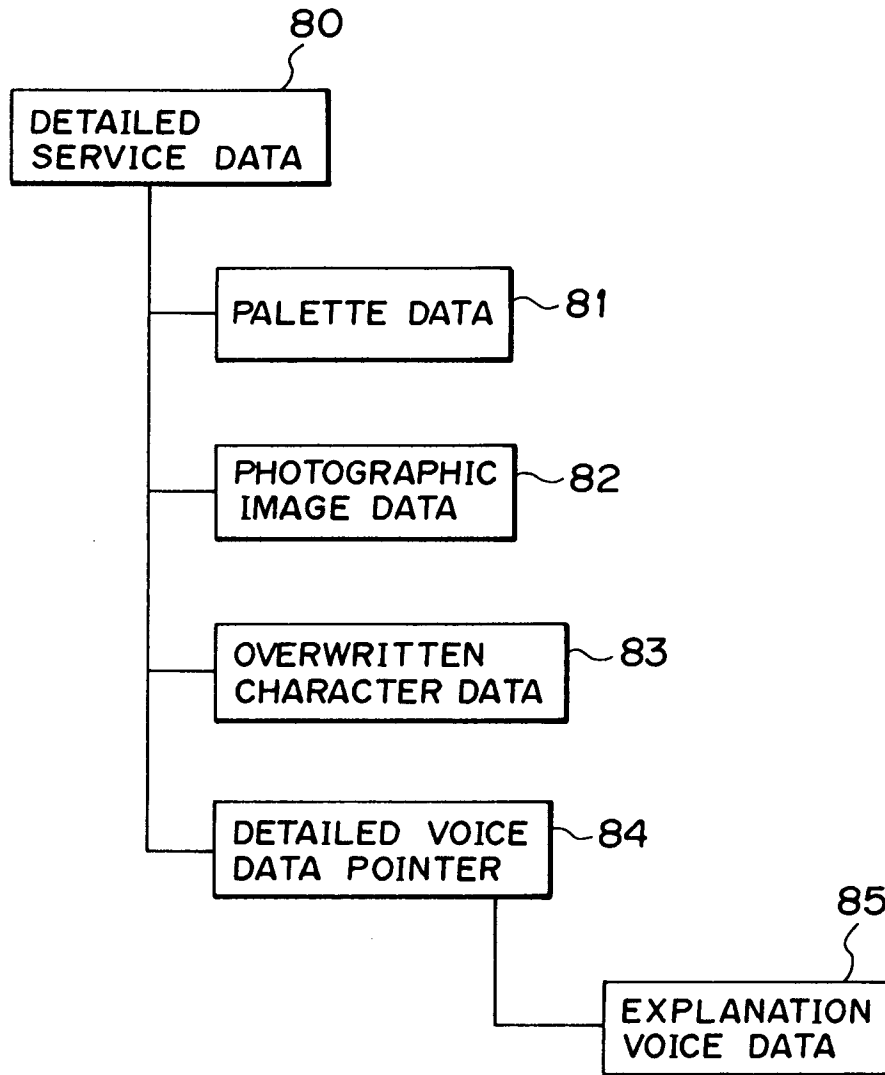 80
DETAILED
SERVICE DATA
PALETTE DATA
81
PHOTOGRAPHIC
IMAGE DATA
82
OVERWRITTEN
CHARACTER DATA
83
DETAILED VOICE
DATA POINTER
84
85
EXPLANATION
VOICE DATA